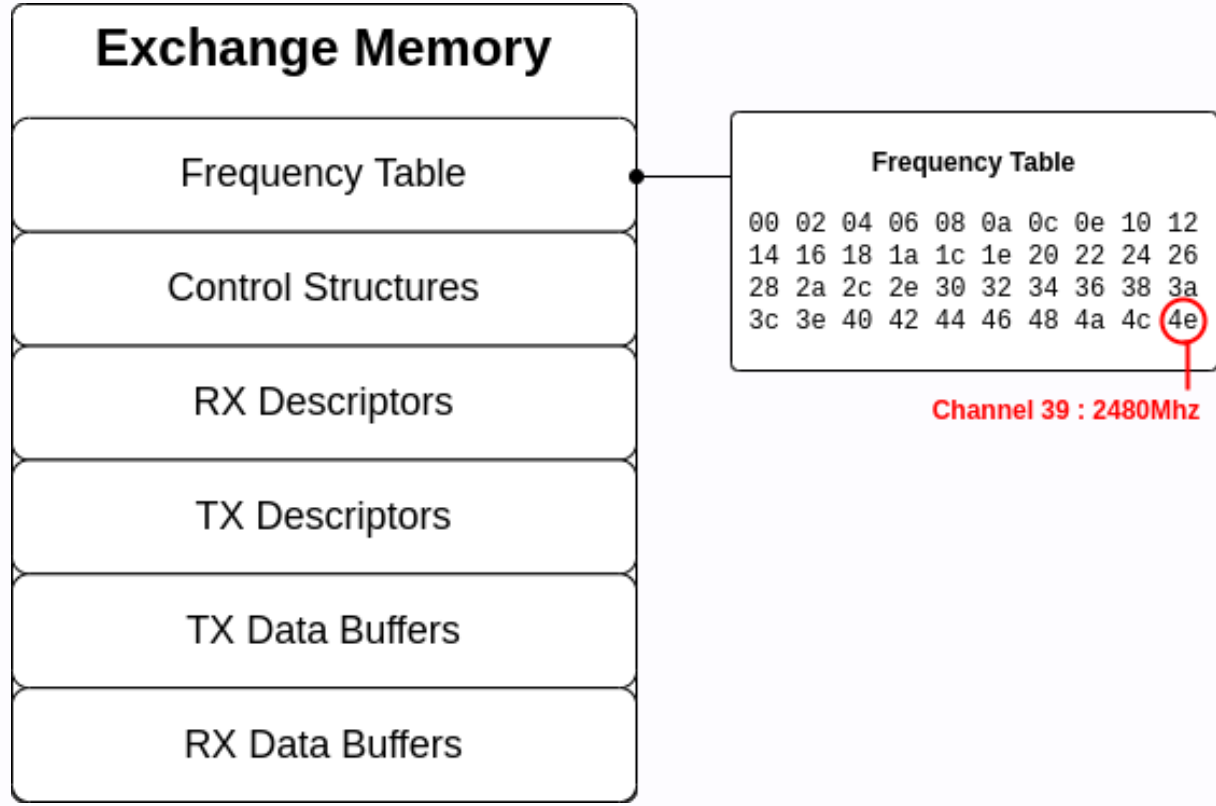 Exchange Memory
Frequency Table
Control Structures
RX Descriptors
TX Descriptors
TX Data Buffers
RX Data Buffers
Frequency Table
00 02 04 06 08 0a 0c 0e 10 12
14 16 18 1a 1c 1e 20 22 24 26
28 2a 2c 2e 30 32 34 36 38 3a
3c 3e 40 42 44 46 48 4a 4c 4e
Channel 39 : 2480Mhz